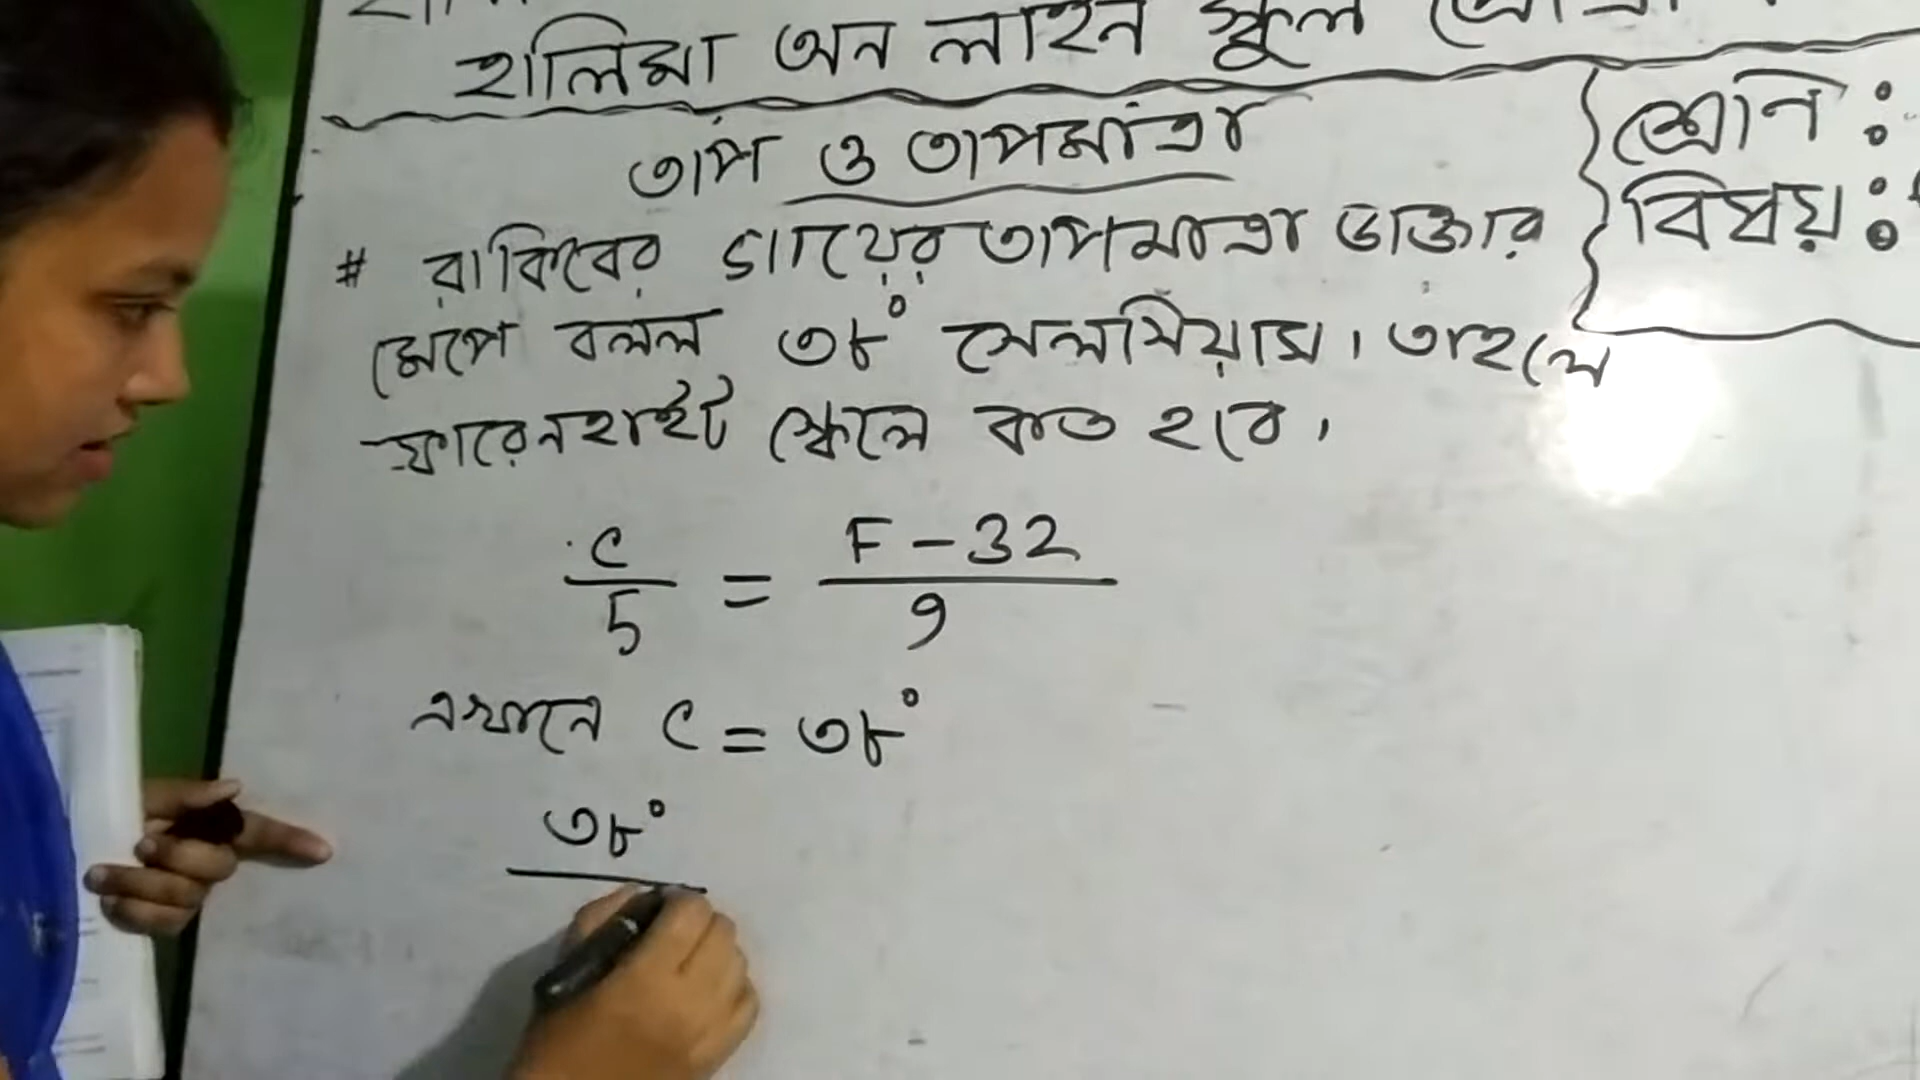 হালিমা অন লাইন স্কুল
তাপ ও তাপমাত্রা
শ্রেনি :
বিষয় :
# রাকিবের গায়ের তাপমাত্রা ডাক্তার
মেপে বলল ৩৮° সেলসিয়াস। তাহলে
ফারেনহাইট স্কেলে কত হবে।
C/5 = F-32/9
এখানে C = ৩৮°
৩৮°